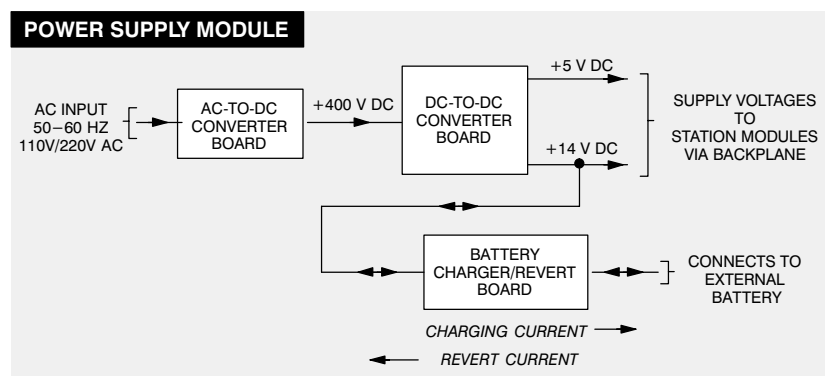 POWER SUPPLY MODULE
AC INPUT
50–60 HZ
110V/220V AC
AC-TO-DC
CONVERTER
BOARD
+400 V DC
DC-TO-DC
CONVERTER
BOARD
+5 V DC
+14 V DC
SUPPLY VOLTAGES
TO
STATION MODULES
VIA BACKPLANE
BATTERY
CHARGER/REVERT
BOARD
CONNECTS TO
EXTERNAL
BATTERY
CHARGING CURRENT
REVERT CURRENT